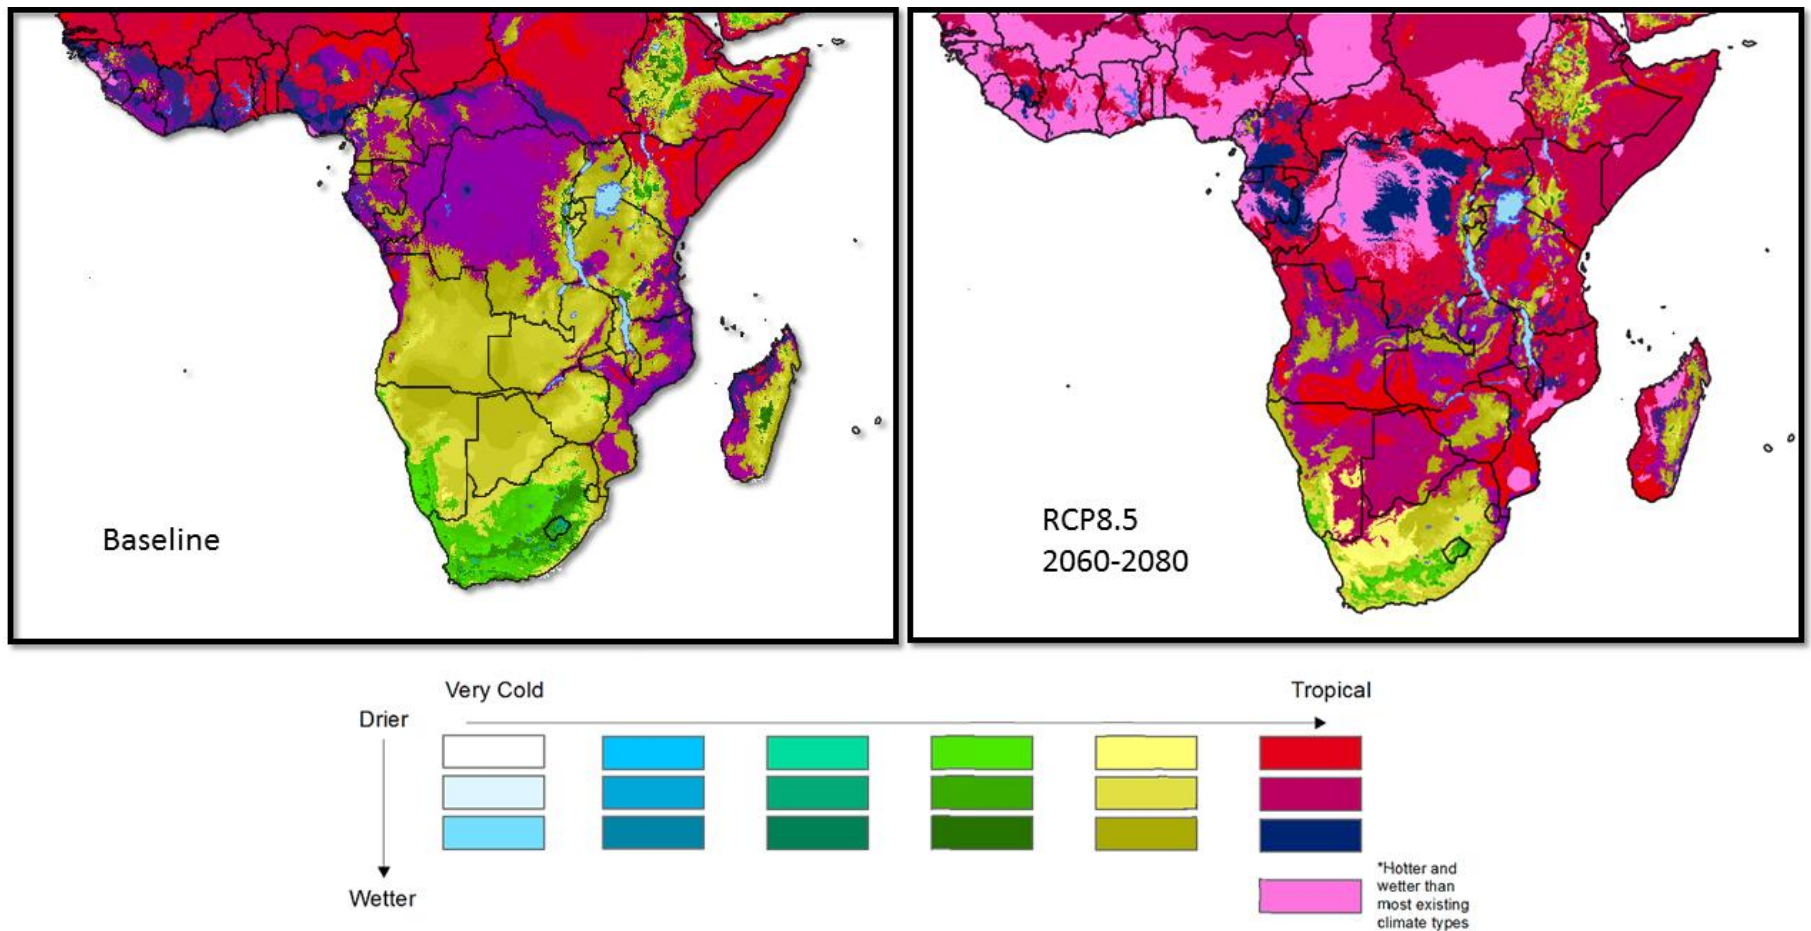 Baseline
RCP8.5
2060-2080
Very Cold
Tropical
Drier
Wetter
*Hotter and
wetter than
most existing
climate types